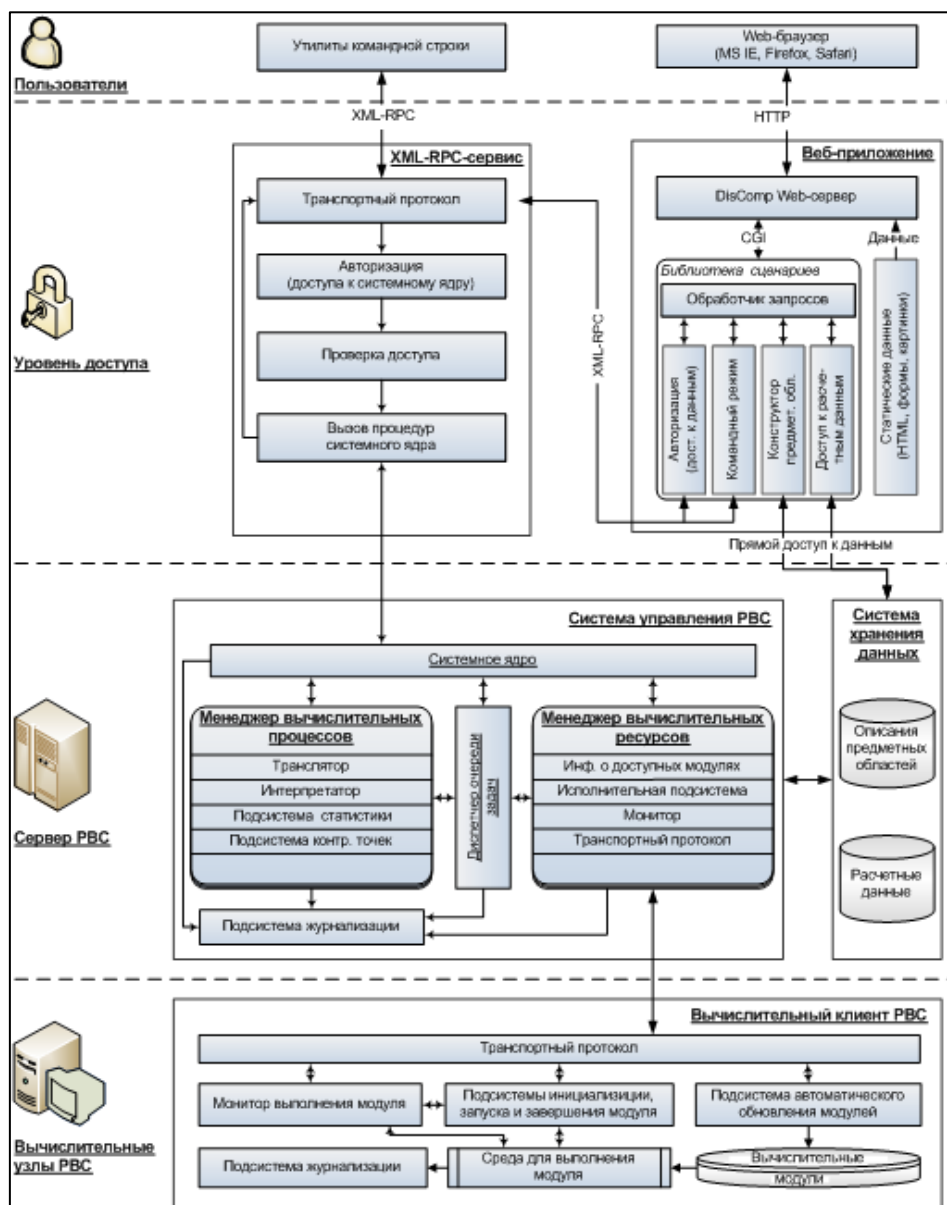 Утилиты командной строки
Web-браузер
(MS IE, Firefox, Safari)
Пользователи
XML-RPC
HTTP
XML-RPC-сервис
Веб-приложение
Транспортный протокол
DisComp Web-сервер
CGI
Данные
Авторизация
(доступа к системному ядру)
Библиотека сценариев
Обработчик запросов
Уровень доступа
Проверка доступа
XML-RPC
Авторизация
(дост. к данным)
Командный режим
Конструктор
предмет. обл.
Доступ к расче-
тным данным
Статические данные
(HTML, формы, картинки)
Вызов процедур
системного ядра
Прямой доступ к данным
Система управления РВС
Система
хранения
данных
Системное ядро
Менеджер вычислительных
процессов
Транслятор
Интерпретатор
Подсистема статистики
Подсистема контр. точек
Диспетчер очереди
задач
Менеджер вычислительных
ресурсов
Инф. о доступных модулях
Исполнительная подсистема
Монитор
Транспортный протокол
Описания
предметных
областей
Сервер РВС
Расчетные
данные
Подсистема журнализации
Вычислительный клиент РВС
Транспортный протокол
Монитор выполнения модуля
Подсистемы инициализции,
запуска и завершения модуля
Подсистема автоматического
обновления модулей
Вычислительные
узлы РВС
Подсистема журнализации
Среда для выполнения
модуля
Вычислительные
модули